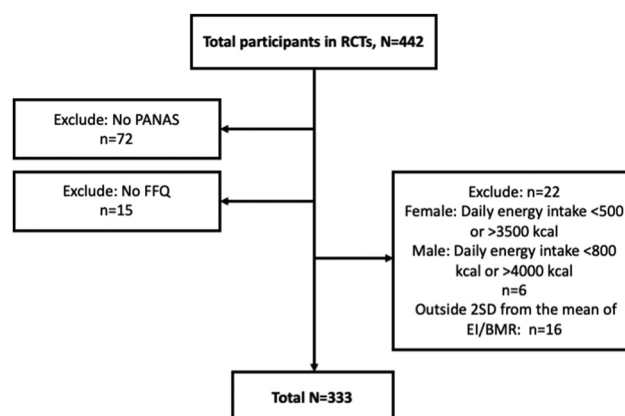 Total participants in RCTs, N=442
Exclude: No PANAS
n=72
Exclude: No FFQ
n=15
Exclude: n=22
Female: Daily energy intake <500
or >3500 kcal
Male: Daily energy intake <800
kcal or >4000 kcal
n=6
Outside 2SD from the mean of
EI/BMR: n=16
Total N=333